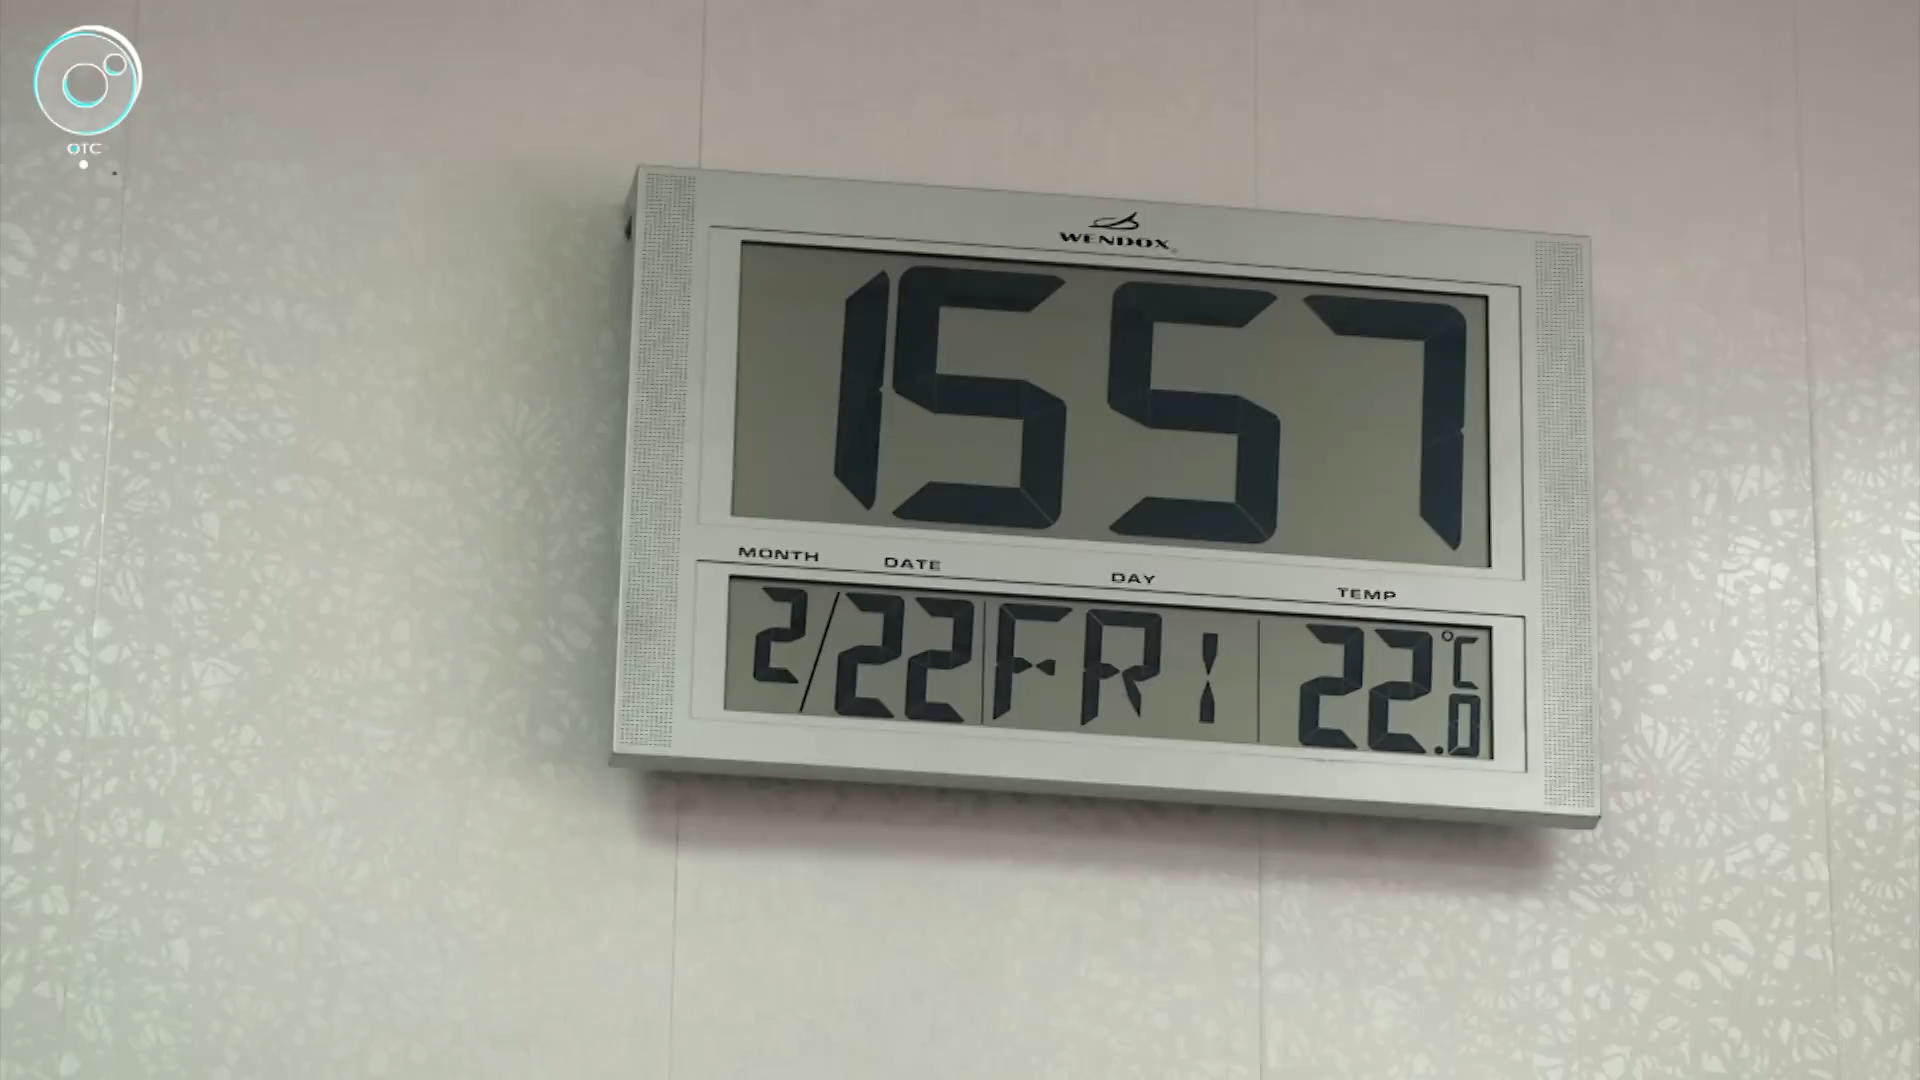 OTC
WENDOX
1557
MONTH DATE DAY TEMP
2/22 FRI 22.0 °C